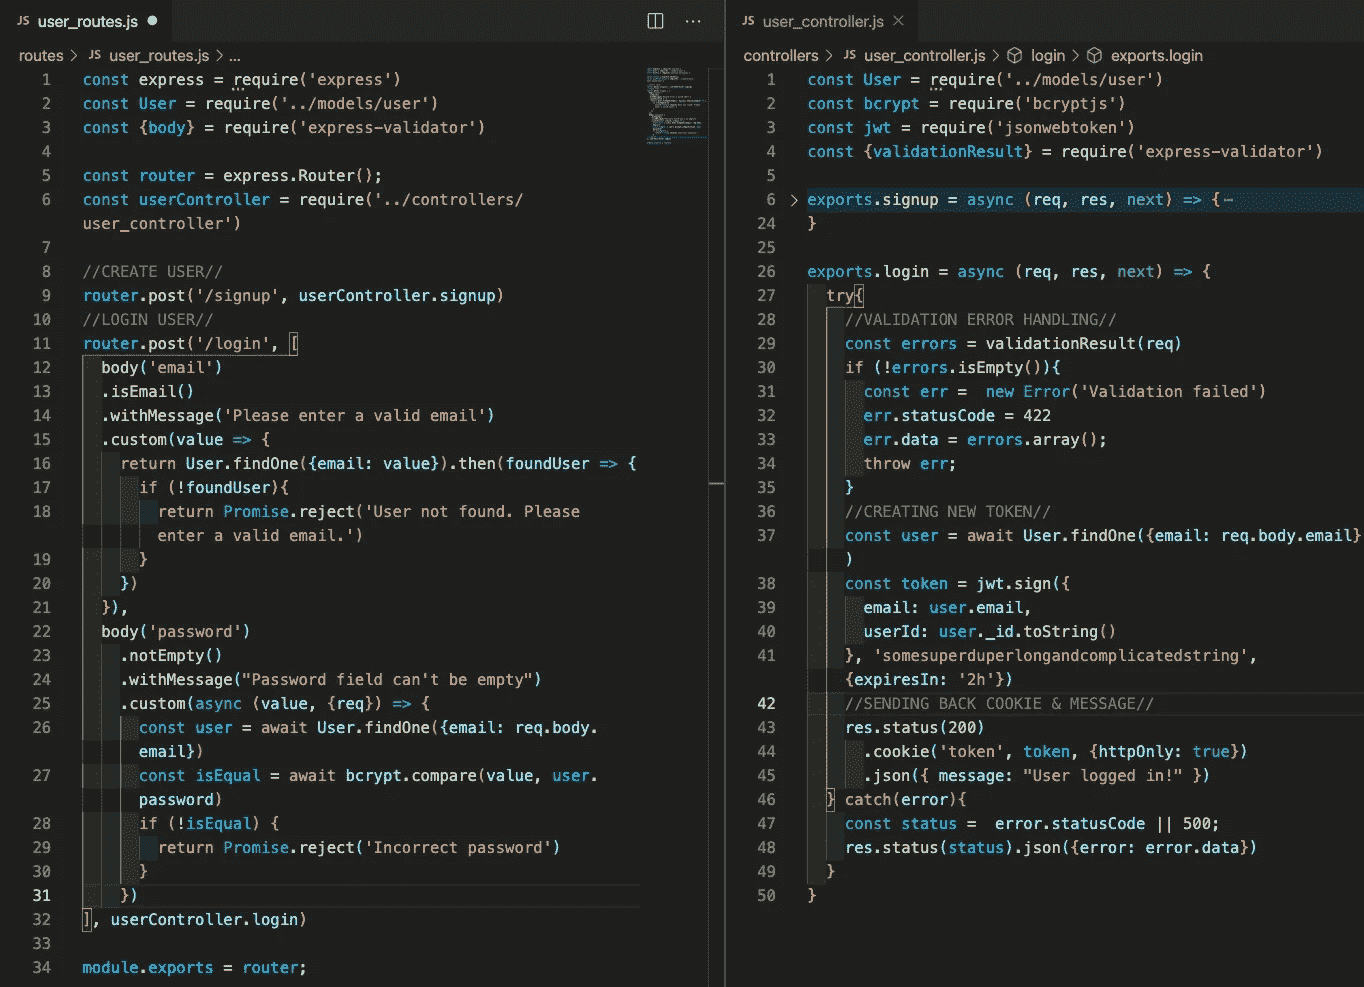 JS user_routes.js ●
routes > JS user_routes.js > ...
1 const express = require('express')
2 const User = require('../models/user')
3 const {body} = require('express-validator')
4
5 const router = express.Router();
6 const userController = require('../controllers/
user_controller')
7
8 //CREATE USER//
9 router.post('/signup', userController.signup)
10 //LOGIN USER//
11 router.post('/login', [
12 body('email')
13 .isEmail()
14 .withMessage('Please enter a valid email')
15 .custom(value => {
16 return User.findOne({email: value}).then(foundUser => {
17 if (!foundUser){
18 return Promise.reject('User not found. Please
enter a valid email.')
19 }
20 })
21 }),
22 body('password')
23 .notEmpty()
24 .withMessage("Password field can't be empty")
25 .custom(async (value, {req}) => {
26 const user = await User.findOne({email: req.body.
email})
27 const isEqual = await bcrypt.compare(value, user.
password)
28 if (!isEqual) {
29 return Promise.reject('Incorrect password')
30 }
31 })
32 ], userController.login)
33
34 module.exports = router;
JS user_controller.js ×
controllers > JS user_controller.js > login > exports.login
1 const User = require('../models/user')
2 const bcrypt = require('bcryptjs')
3 const jwt = require('jsonwebtoken')
4 const {validationResult} = require('express-validator')
5
6 > exports.signup = async (req, res, next) => {⋯
24 }
25
26 exports.login = async (req, res, next) => {
27 try{
28 //VALIDATION ERROR HANDLING//
29 const errors = validationResult(req)
30 if (!errors.isEmpty()){
31 const err =  new Error('Validation failed')
32 err.statusCode = 422
33 err.data = errors.array();
34 throw err;
35 }
36 //CREATING NEW TOKEN//
37 const user = await User.findOne({email: req.body.email}
)
38 const token = jwt.sign({
39 email: user.email,
40 userId: user._id.toString()
41 }, 'somesuperduperlongandcomplicatedstring',
{expiresIn: '2h'})
42 //SENDING BACK COOKIE & MESSAGE//
43 res.status(200)
44 .cookie('token', token, {httpOnly: true})
45 .json({ message: "User logged in!" })
46 } catch(error){
47 const status =  error.statusCode || 500;
48 res.status(status).json({error: error.data})
49 }
50 }